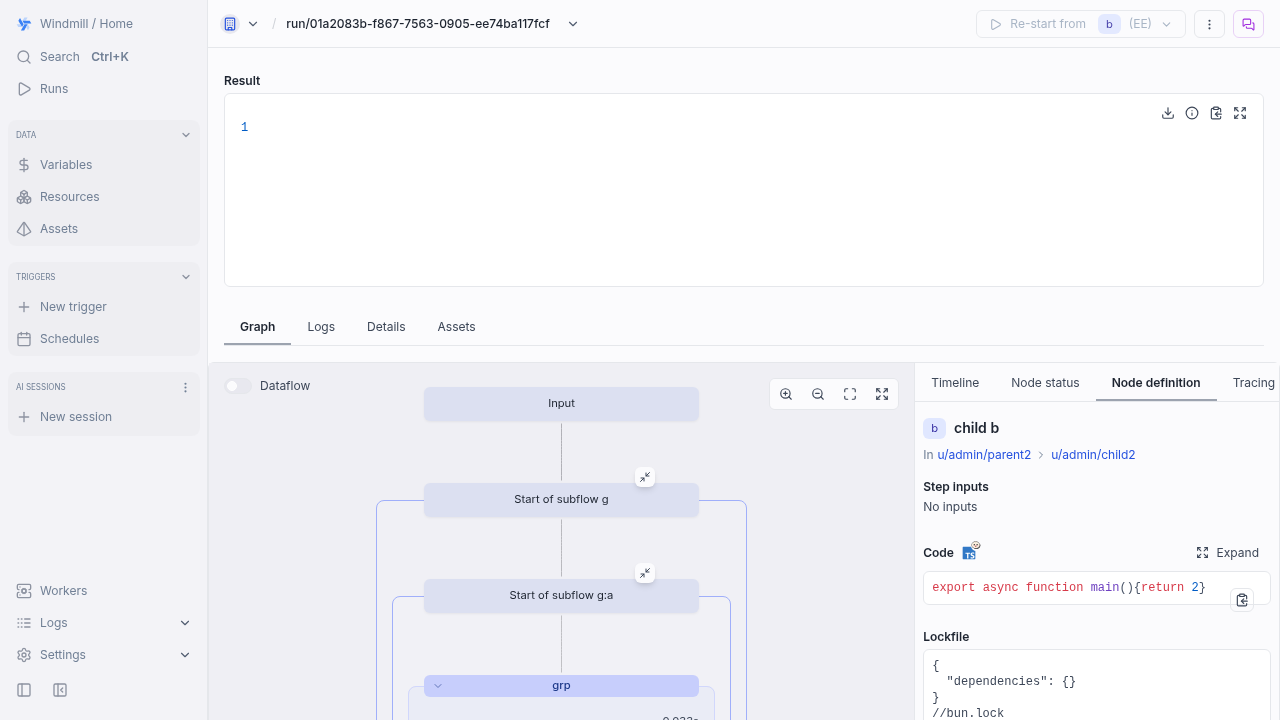 Windmill / Home
Search Ctrl+K
Runs
DATA
Variables
Resources
Assets
TRIGGERS
New trigger
Schedules
AI SESSIONS
New session
Workers
Logs
Settings
/ run/01a2083b-f867-7563-0905-ee74ba117fcf
Re-start from b (EE)
Result
1
Graph Logs Details Assets
Dataflow
Input
Start of subflow g
Start of subflow g:a
grp
Timeline Node status Node definition Tracing
b child b
In u/admin/parent2 > u/admin/child2
Step inputs
No inputs
Code TS Expand
export async function main(){return 2}
Lockfile
{
"dependencies": {}
}
//bun.lock